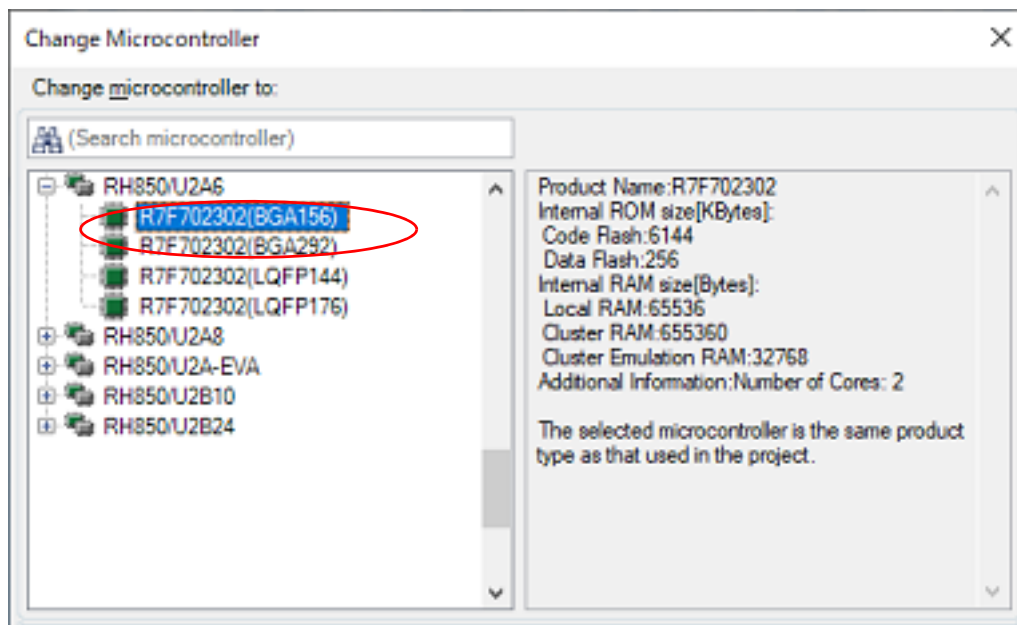 Change Microcontroller
Change microcontroller to:
(Search microcontroller)
RH850/U2A6
R7F702302(BGA156)
R7F702302(BGA292)
R7F702302(LQFP144)
R7F702302(LQFP176)
RH850/U2A8
RH850/U2A-EVA
RH850/U2B10
RH850/U2B24
Product Name:R7F702302
Internal ROM size[KBytes]:
Code Flash:6144
Data Flash:256
Internal RAM size[Bytes]:
Local RAM:65536
Cluster RAM:655360
Cluster Emulation RAM:32768
Additional Information:Number of Cores: 2
The selected microcontroller is the same product
type as that used in the project.